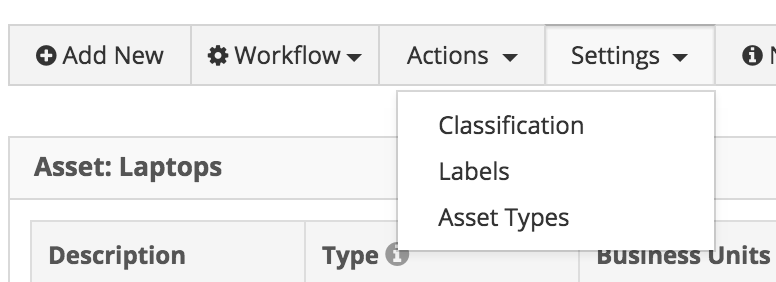 Add New Workflow Actions Settings
Classification
Labels
Asset Types
Asset: Laptops
Description Type Business Units